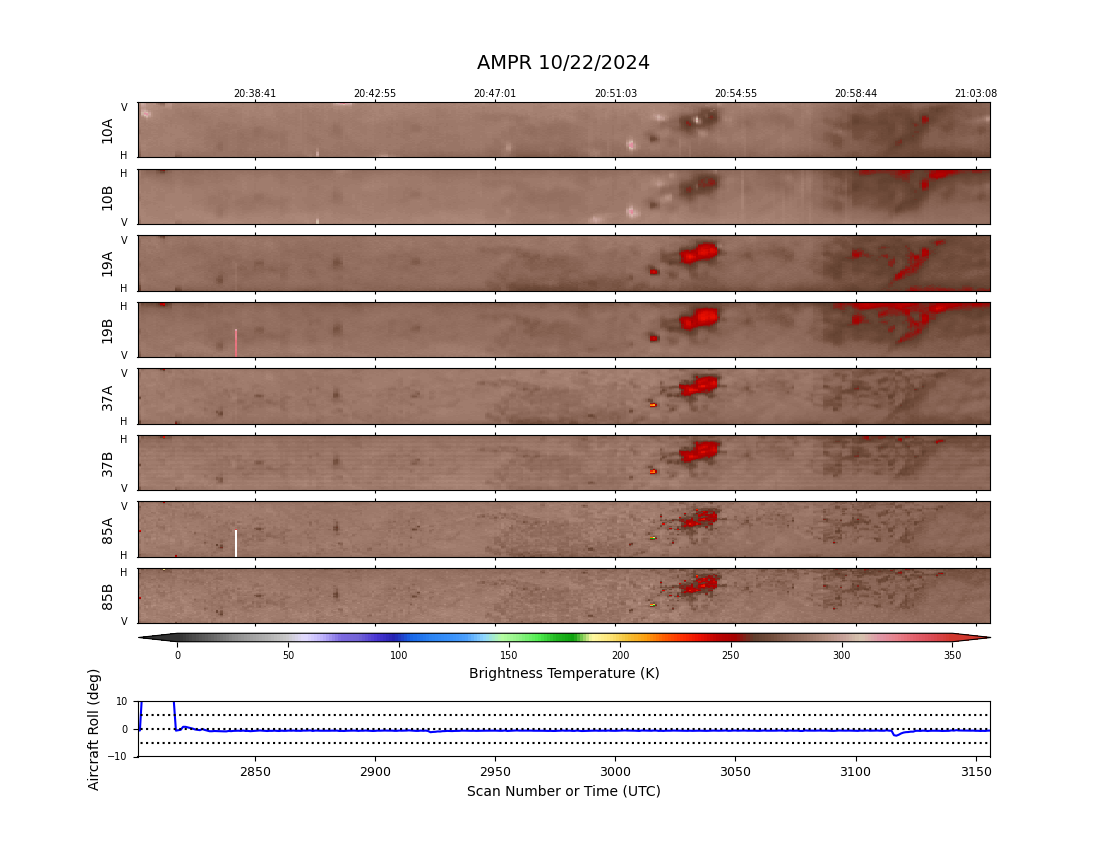 AMPR 10/22/2024
20:38:41 20:42:55 20:47:01 20:51:03 20:54:55 20:58:44 21:03:08
V
10A
H
H
10B
V
V
19A
H
H
19B
V
V
37A
H
H
37B
V
V
85A
H
H
85B
V
0 50 100 150 200 250 300 350
Brightness Temperature (K)
Aircraft Roll (deg)
10
0
−10
2850 2900 2950 3000 3050 3100 3150
Scan Number or Time (UTC)